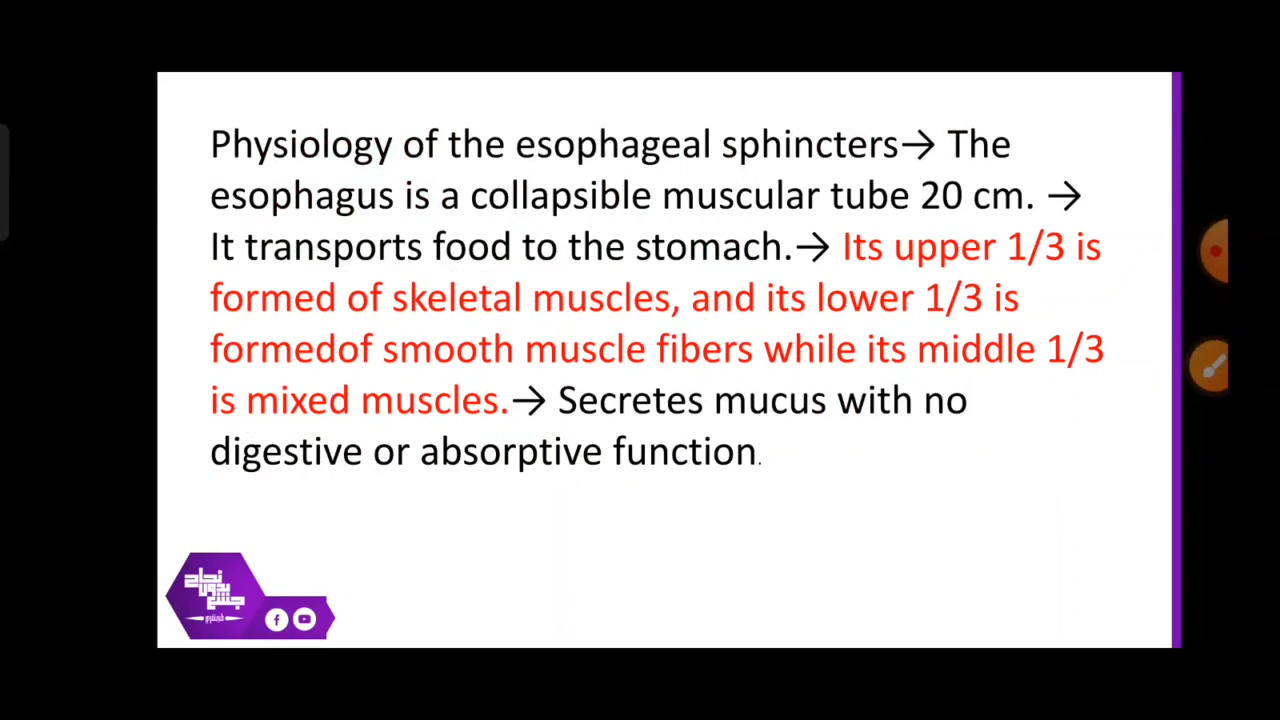 Physiology of the esophageal sphincters→ The
esophagus is a collapsible muscular tube 20 cm. →
It transports food to the stomach.→ Its upper 1/3 is
formed of skeletal muscles, and its lower 1/3 is
formedof smooth muscle fibers while its middle 1/3
is mixed muscles.→ Secretes mucus with no
digestive or absorptive function.
نجاح
بدون